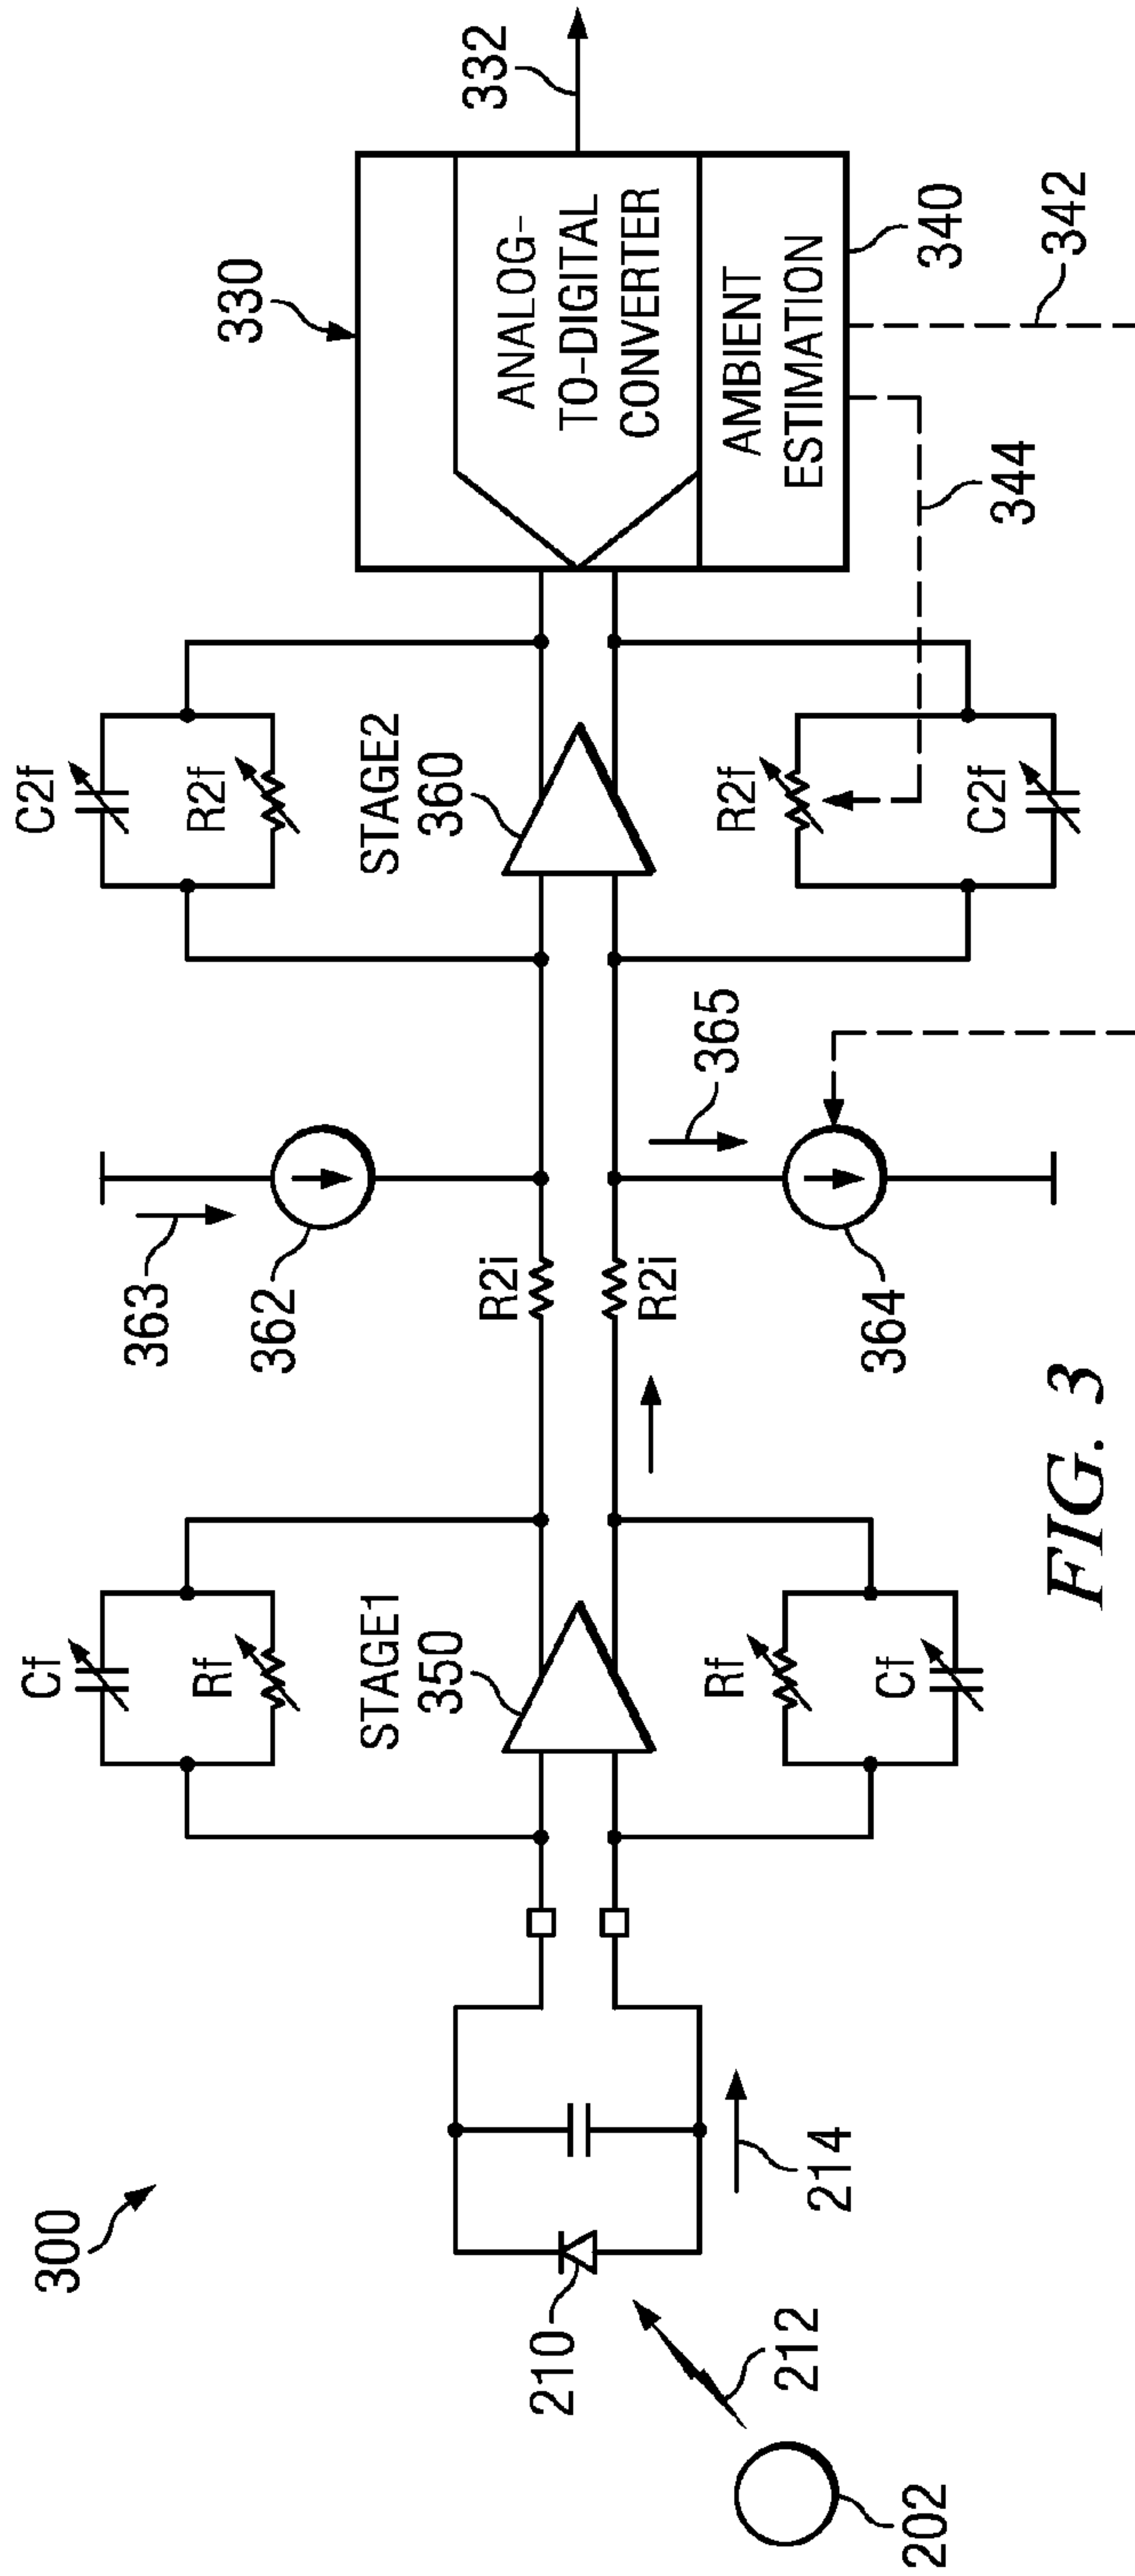 300
202
212
210
214
Cf
Rf
STAGE1
350
Rf
Cf
363
362
R2i
R2i
365
364
C2f
R2f
STAGE2
360
R2f
C2f
330
ANALOG-
TO-DIGITAL
CONVERTER
AMBIENT
ESTIMATION
332
340
342
344
FIG. 3